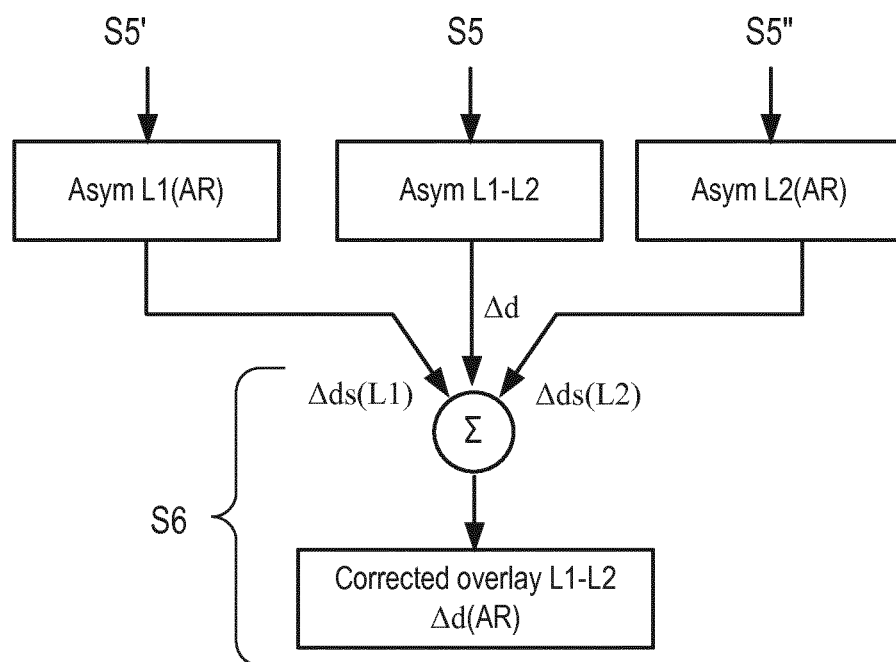 S5'
S5
S5"
Asym L1(AR)
Asym L1-L2
Asym L2(AR)
Δd
Δds(L1)
Δds(L2)
Σ
S6
Corrected overlay L1-L2
Δd(AR)